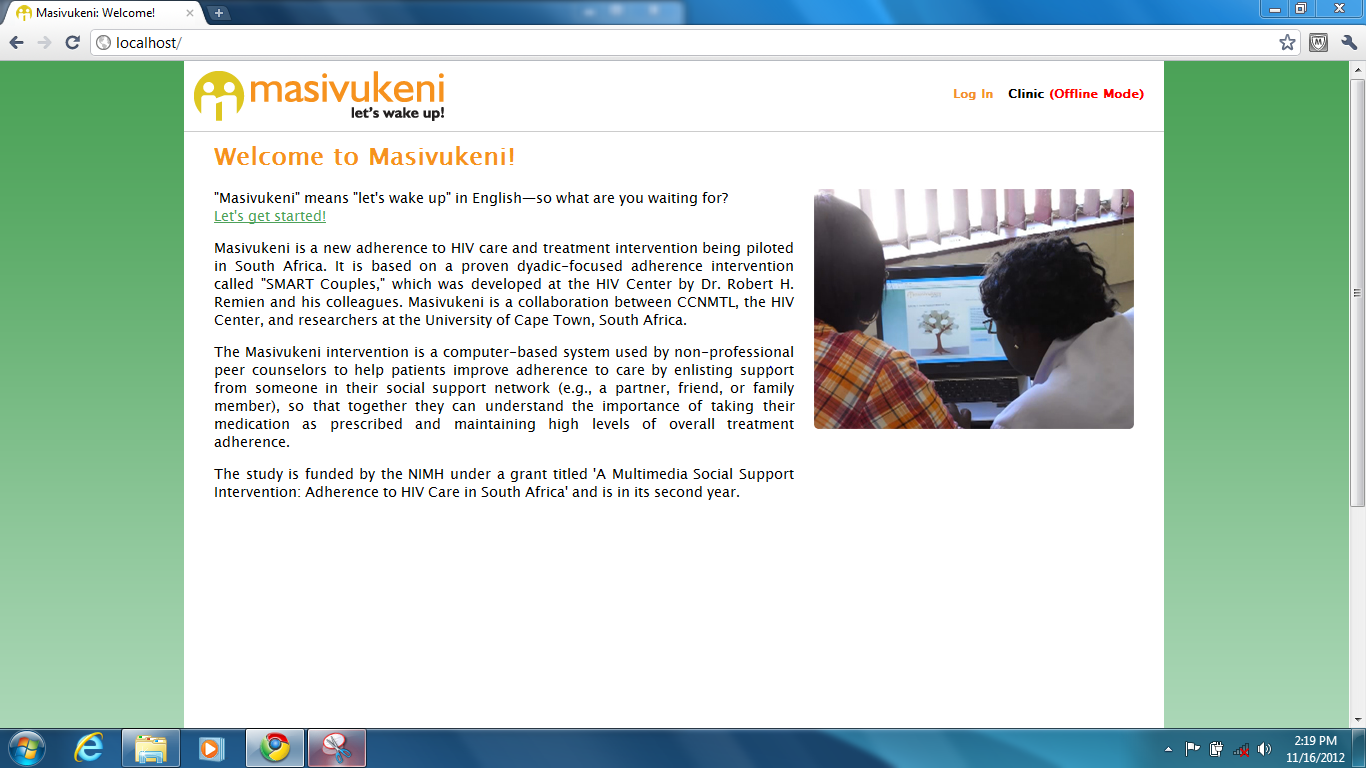 Masivukeni: Welcome!
localhost/
masivukeni
let's wake up!
Log In Clinic (Offline Mode)
Welcome to Masivukeni!
"Masivukeni" means "let's wake up" in English—so what are you waiting for?
Let's get started!
Masivukeni is a new adherence to HIV care and treatment intervention being piloted
in South Africa. It is based on a proven dyadic-focused adherence intervention
called "SMART Couples," which was developed at the HIV Center by Dr. Robert H.
Remien and his colleagues. Masivukeni is a collaboration between CCNMTL, the HIV
Center, and researchers at the University of Cape Town, South Africa.
The Masivukeni intervention is a computer-based system used by non-professional
peer counselors to help patients improve adherence to care by enlisting support
from someone in their social support network (e.g., a partner, friend, or family
member), so that together they can understand the importance of taking their
medication as prescribed and maintaining high levels of overall treatment
adherence.
The study is funded by the NIMH under a grant titled 'A Multimedia Social Support
Intervention: Adherence to HIV Care in South Africa' and is in its second year.
2:19 PM
11/16/2012